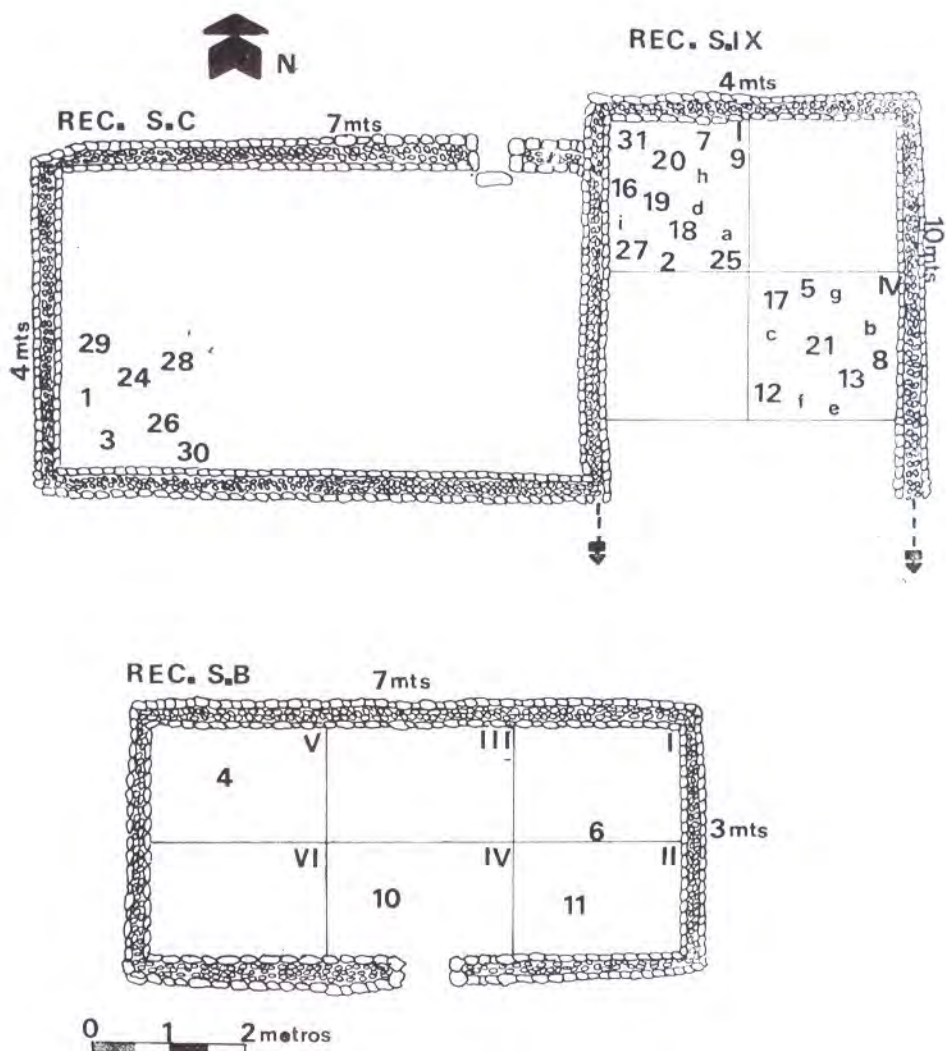 N
REC. S.IX
4 mts
REC. S.C
7 mts
31 7 I
20 9
h
16 19 d
i 18 a
27 2 25
10 mts
17 5 g IV
c 21 b
8
12 13
f e
4 mts
29 28
24
1
26
3 30
REC. S.B
7 mts
V III I
4
6
3 mts
VI IV II
10 11
0 1 2 metros